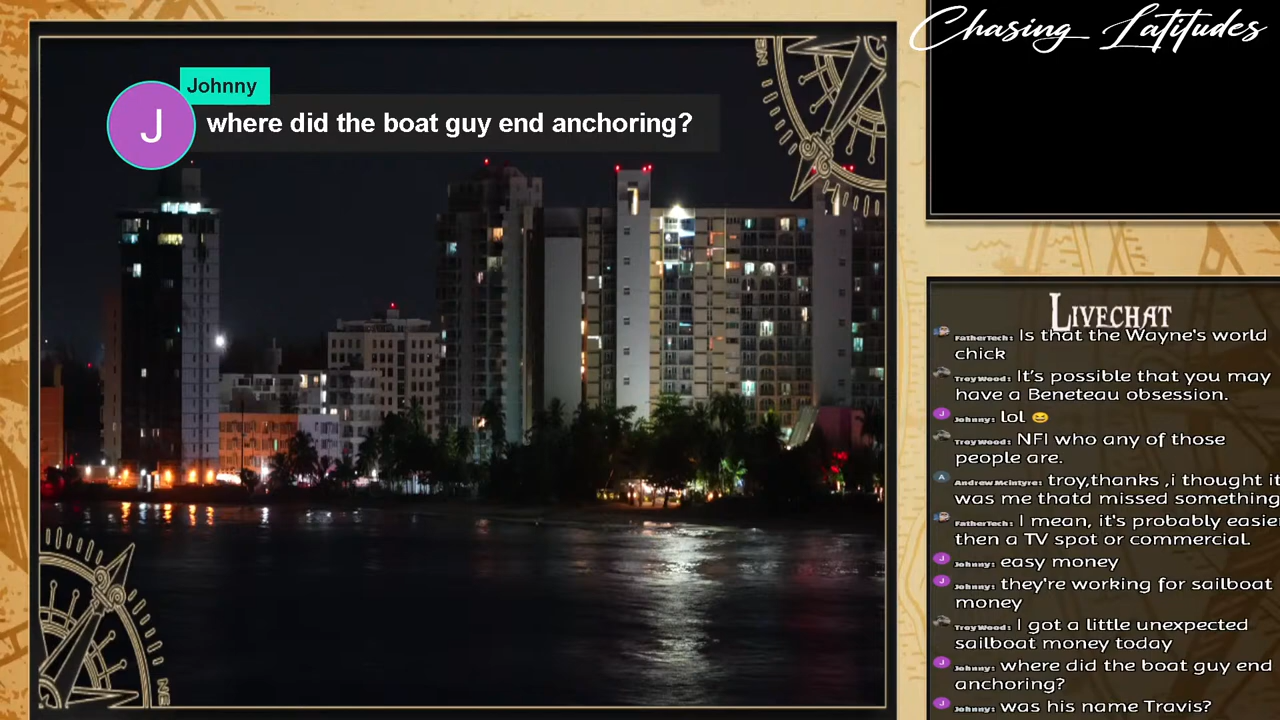 Chasing Latitudes
Johnny
J
where did the boat guy end anchoring?
NE
LIVECHAT
FatherTech: Is that the Wayne's world
chick
TroyWood: It's possible that you may
have a Beneteau obsession.
J Johnny: lol 😆
TroyWood: NFI who any of those
people are.
A Andrew McIntyre: troy,thanks ,i thought it
was me thatd missed something
FatherTech: I mean, it's probably easier
then a TV spot or commercial.
J Johnny: easy money
J Johnny: they're working for sailboat
money
TroyWood: I got a little unexpected
sailboat money today
J Johnny: where did the boat guy end
anchoring?
J Johnny: was his name Travis?
NE